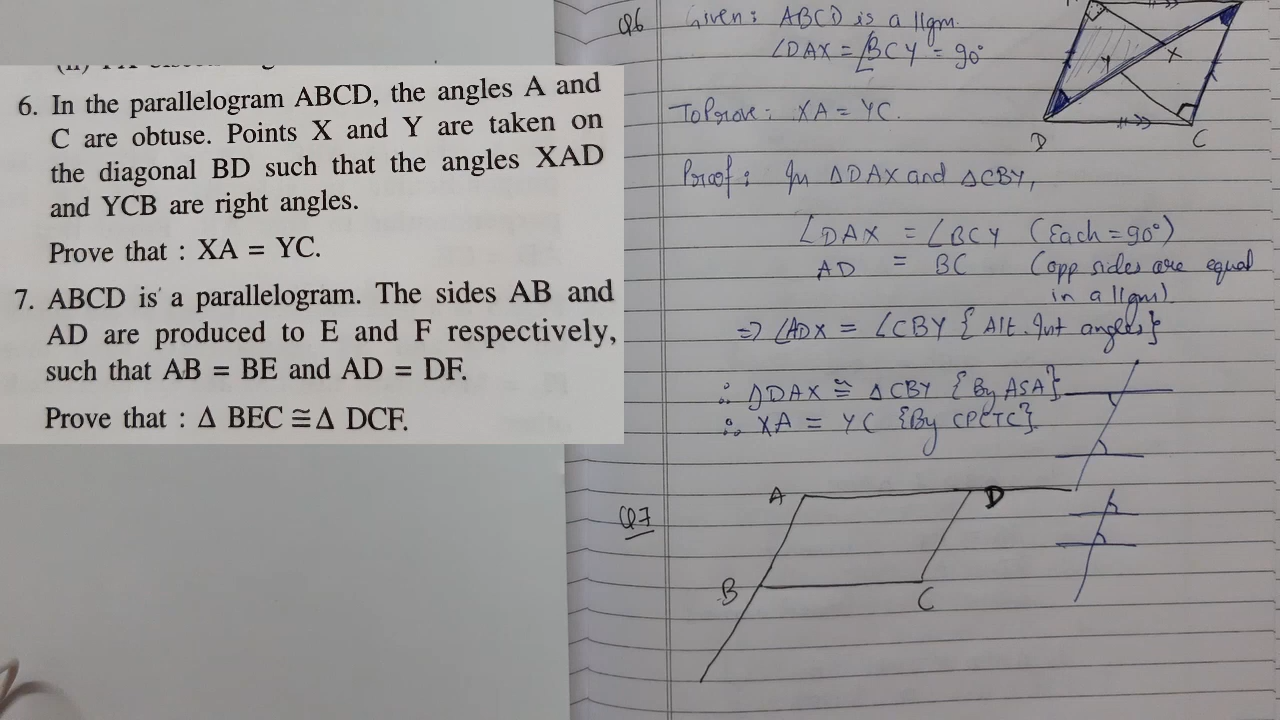 6. In the parallelogram ABCD, the angles A and
C are obtuse. Points X and Y are taken on
the diagonal BD such that the angles XAD
and YCB are right angles.
Prove that : XA = YC.
7. ABCD is a parallelogram. The sides AB and
AD are produced to E and F respectively,
such that AB = BE and AD = DF.
Prove that : Δ BEC ≅ Δ DCF.
Q6 Given: ABCD is a llgm.
∠DAX = ∠BCY = 90°
To Prove: XA = YC.
Proof: In ΔDAX and ΔCBY,
∠DAX = ∠BCY (Each = 90°)
AD = BC (opp sides are equal
in a llgm)
=> ∠ADX = ∠CBY {Alt. Int angles}
∴ ΔDAX ≅ ΔCBY {By ASA}
∴ XA = YC {By CPCTC}.
X
Y
D C
Q7
A D
B C